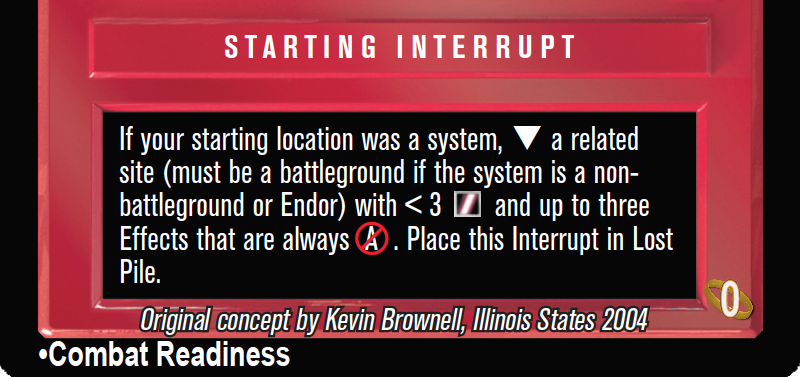 STARTING INTERRUPT
If your starting location was a system, ▼ a related
site (must be a battleground if the system is a non-
battleground or Endor) with < 3 and up to three
Effects that are always A . Place this Interrupt in Lost
Pile.
0
Original concept by Kevin Brownell, Illinois States 2004
•Combat Readiness